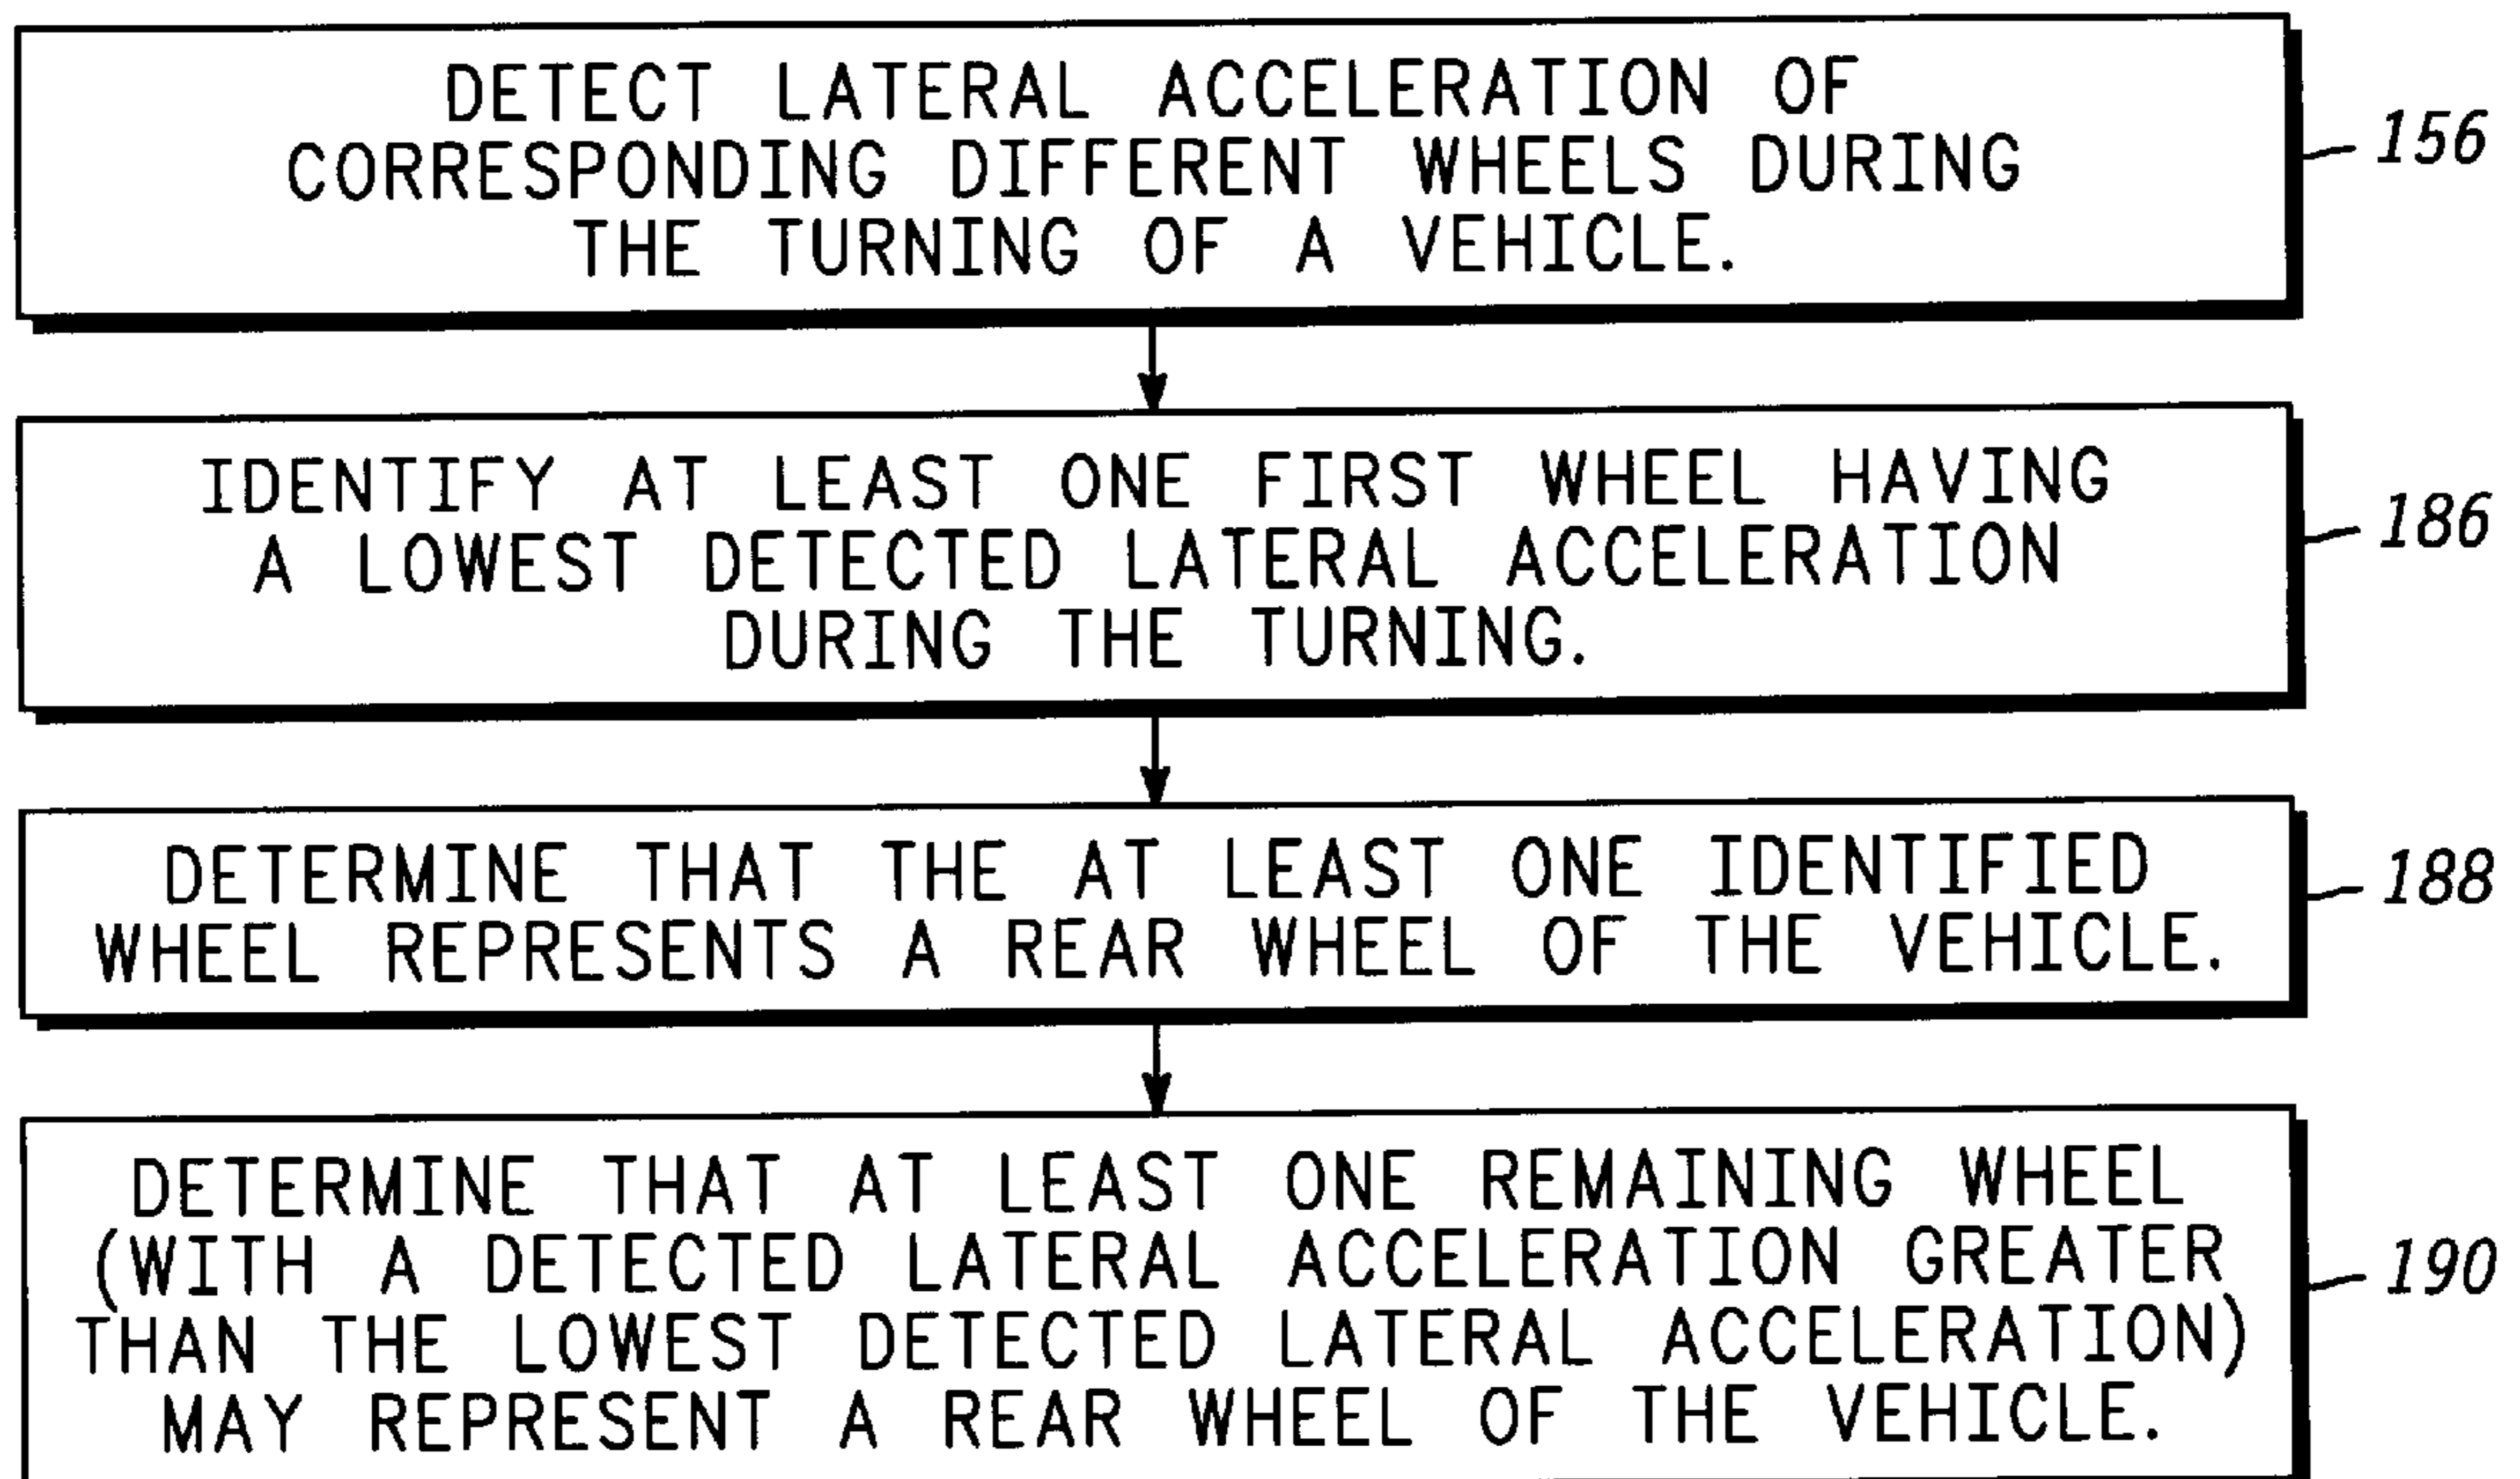 DETECT LATERAL ACCELERATION OF
CORRESPONDING DIFFERENT WHEELS DURING
THE TURNING OF A VEHICLE.
156
IDENTIFY AT LEAST ONE FIRST WHEEL HAVING
A LOWEST DETECTED LATERAL ACCELERATION
DURING THE TURNING.
186
DETERMINE THAT THE AT LEAST ONE IDENTIFIED
WHEEL REPRESENTS A REAR WHEEL OF THE VEHICLE.
188
DETERMINE THAT AT LEAST ONE REMAINING WHEEL
(WITH A DETECTED LATERAL ACCELERATION GREATER
THAN THE LOWEST DETECTED LATERAL ACCELERATION)
MAY REPRESENT A REAR WHEEL OF THE VEHICLE.
190